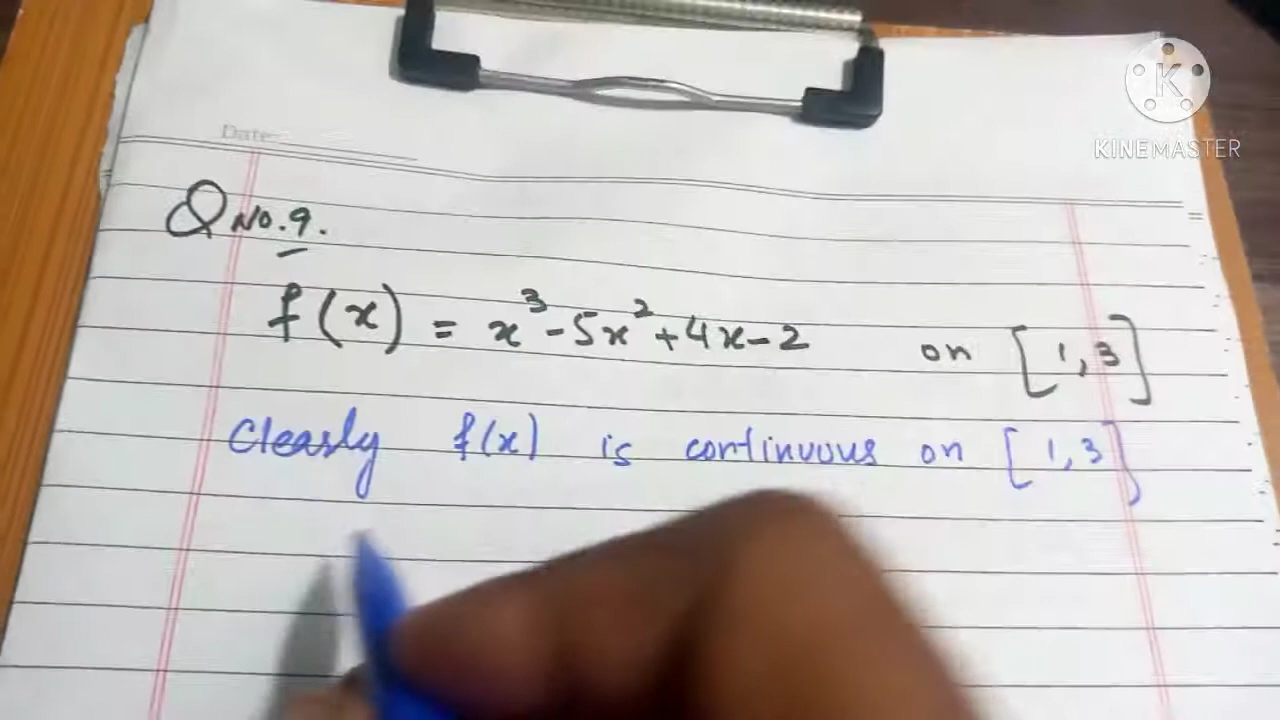 Date
K
KINEMASTER
Q No.9.
f(x) = x³-5x²+4x-2 on [1,3]
Clearly f(x) is continuous on [1,3]